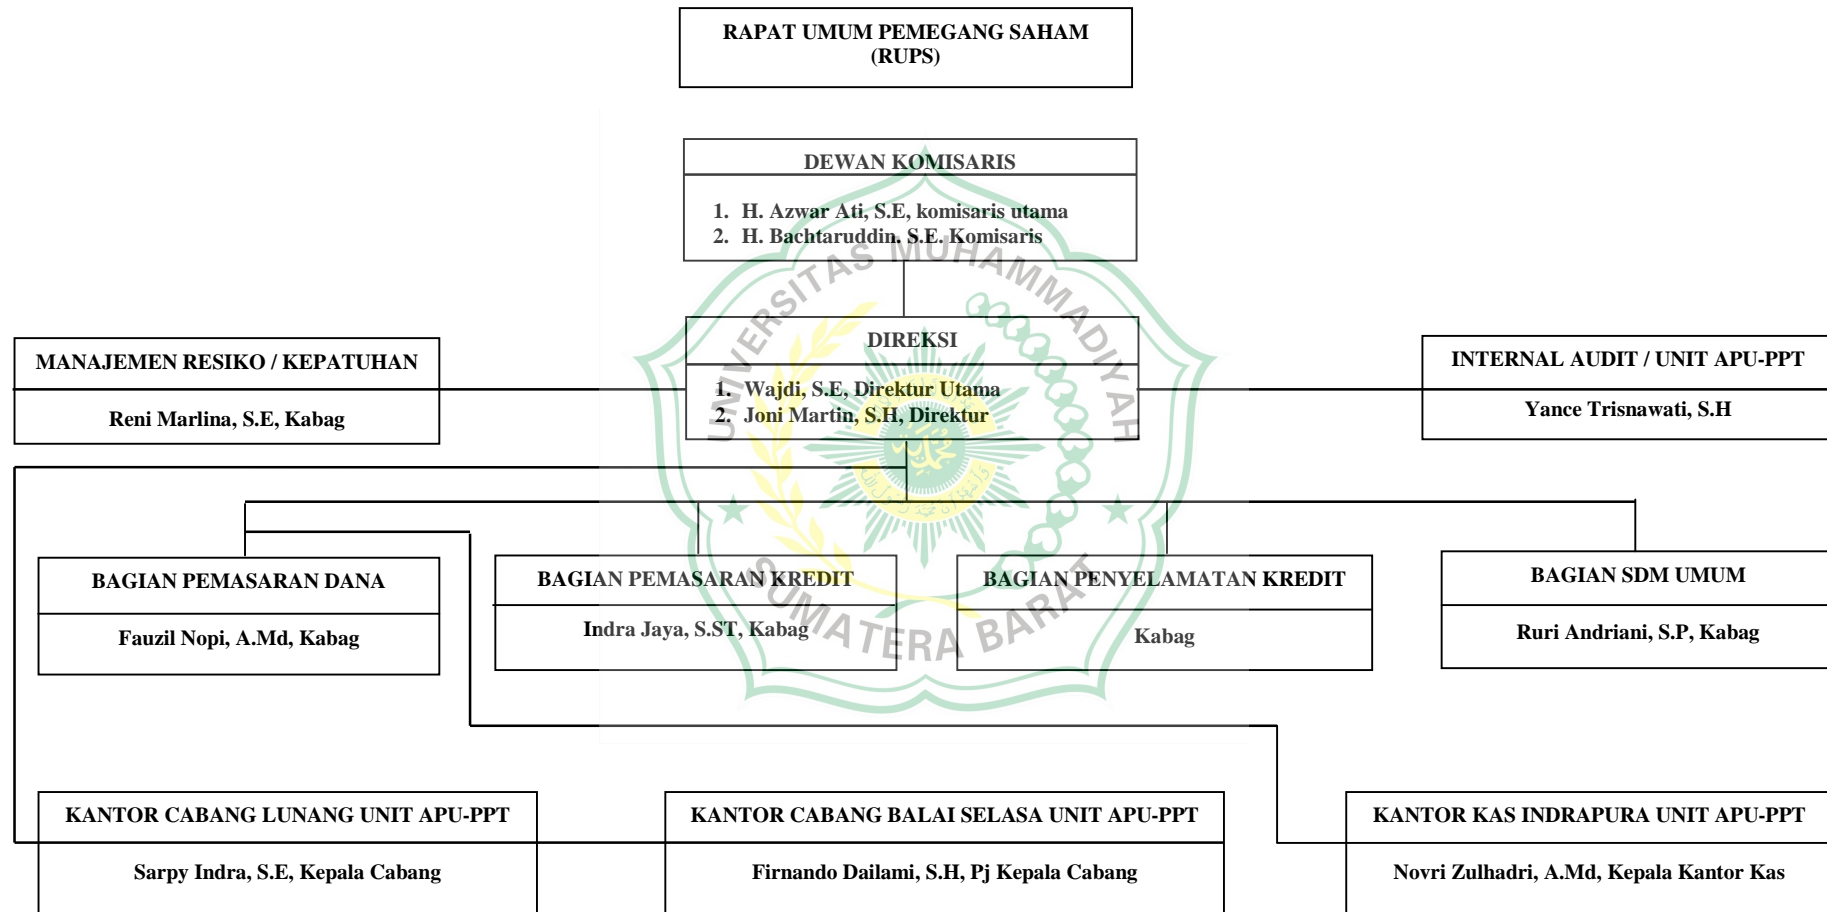 RAPAT UMUM PEMEGANG SAHAM
(RUPS)
DEWAN KOMISARIS
1. H. Azwar Ati, S.E, komisaris utama
2. H. Bachtaruddin. S.E. Komisaris
UNIVERSITAS MUHAMMADIYAH
DIREKSI
1. Wajdi, S.E, Direktur Utama
2. Joni Martin, S.H, Direktur
MANAJEMEN RESIKO / KEPATUHAN
Reni Marlina, S.E, Kabag
INTERNAL AUDIT / UNIT APU-PPT
Yance Trisnawati, S.H
BAGIAN PEMASARAN DANA
Fauzil Nopi, A.Md, Kabag
BAGIAN PEMASARAN KREDIT
Indra Jaya, S.ST, Kabag
BAGIAN PENYELAMATAN KREDIT
Kabag
BAGIAN SDM UMUM
Ruri Andriani, S.P, Kabag
SUMATERA BARAT
KANTOR CABANG LUNANG UNIT APU-PPT
Sarpy Indra, S.E, Kepala Cabang
KANTOR CABANG BALAI SELASA UNIT APU-PPT
Firnando Dailami, S.H, Pj Kepala Cabang
KANTOR KAS INDRAPURA UNIT APU-PPT
Novri Zulhadri, A.Md, Kepala Kantor Kas